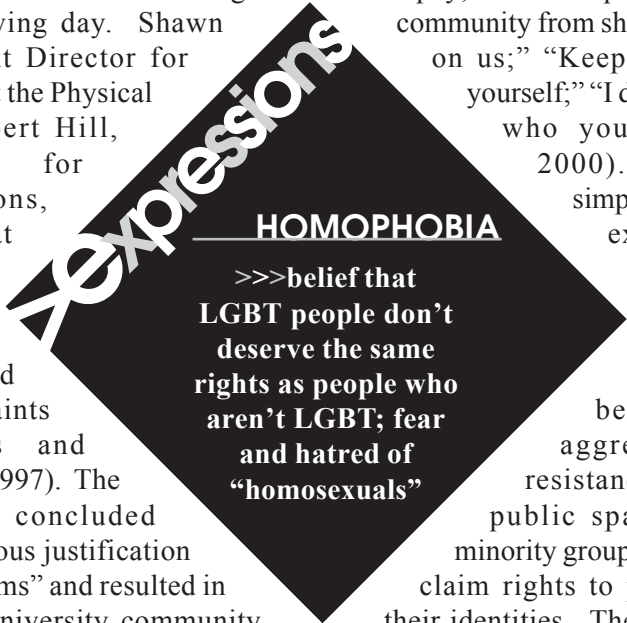 ying day. Shawn
t Director for
the Physical
ert Hill,
for
ons,
at
d
aints
s and
997). The
concluded
ous justification
ms” and resulted in
niversity community
>expressions
HOMOPHOBIA
>>>belief that
LGBT people don’t
deserve the same
rights as people who
aren’t LGBT; fear
and hatred of
“homosexuals”
community from sh
on us;” “Keep
yourself;” “I d
who you
2000).
simp
ex
be
aggre
resistan
public spa
minority group
claim rights to
their identities. The